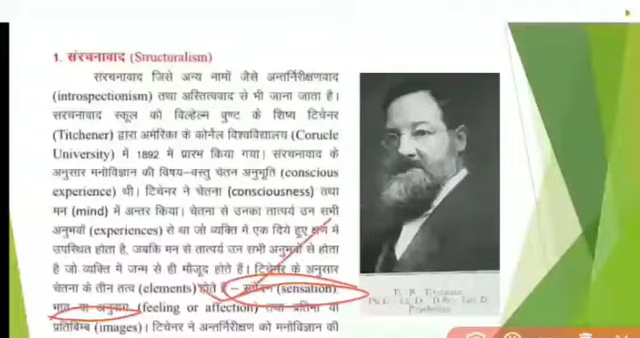 1. संरचनावाद (Structuralism)
संरचनावाद जिसे अन्य नामों जैसे अन्तर्निरीक्षणवाद
(introspectionism) तथा अस्तित्ववाद से भी जाना जाता है।
संरचनावाद स्कूल को विल्हेल्म वुण्ट के शिष्य टिचेनर
(Titchener) द्वारा अमेरिका के कोर्नेल विश्वविद्यालय (Corucle
University) में 1892 में प्रारंभ किया गया। संरचनावाद के
अनुसार मनोविज्ञान की विषय-वस्तु चेतन अनुभूति (conscious
experience) थी। टिचेनर ने चेतना (consciousness) तथा
मन (mind) में अन्तर किया। चेतना से उनका तात्पर्य उन सभी
अनुभवों (experiences) से था जो व्यक्ति में एक दिये हुए क्षण में
उपस्थित होता है, जबकि मन से तात्पर्य उन सभी अनुभवों से होता
है जो व्यक्ति में जन्म से ही मौजूद होते हैं। टिचेनर के अनुसार
चेतना के तीन तत्व (elements) होते हैं – संवेदन (sensation)
भाव या अनुराग (feeling or affection) तथा प्रतिमा या
प्रतिबिम्ब (images)। टिचेनर ने अन्तर्निरीक्षण को मनोविज्ञान की